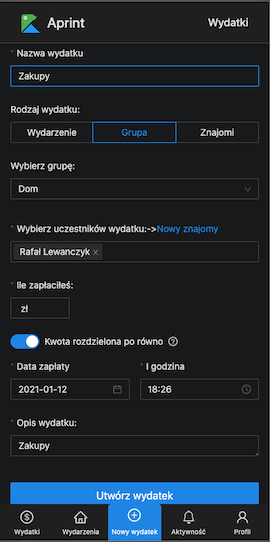 Aprint Wydatki
* Nazwa wydatku
Zakupy
Rodzaj wydatku:
Wydarzenie Grupa Znajomi
Wybierz grupę:
Dom
* Wybierz uczestników wydatku:->Nowy znajomy
Rafał Lewanczyk ×
* Ile zapłaciłeś:
zł
Kwota rozdzielona po równo ?
* Data zapłaty * I godzina
2021-01-12 18:26
* Opis wydatku:
Zakupy
Utwórz wydatek
Wydatki Wydarzenia Nowy wydatek Aktywność Profil